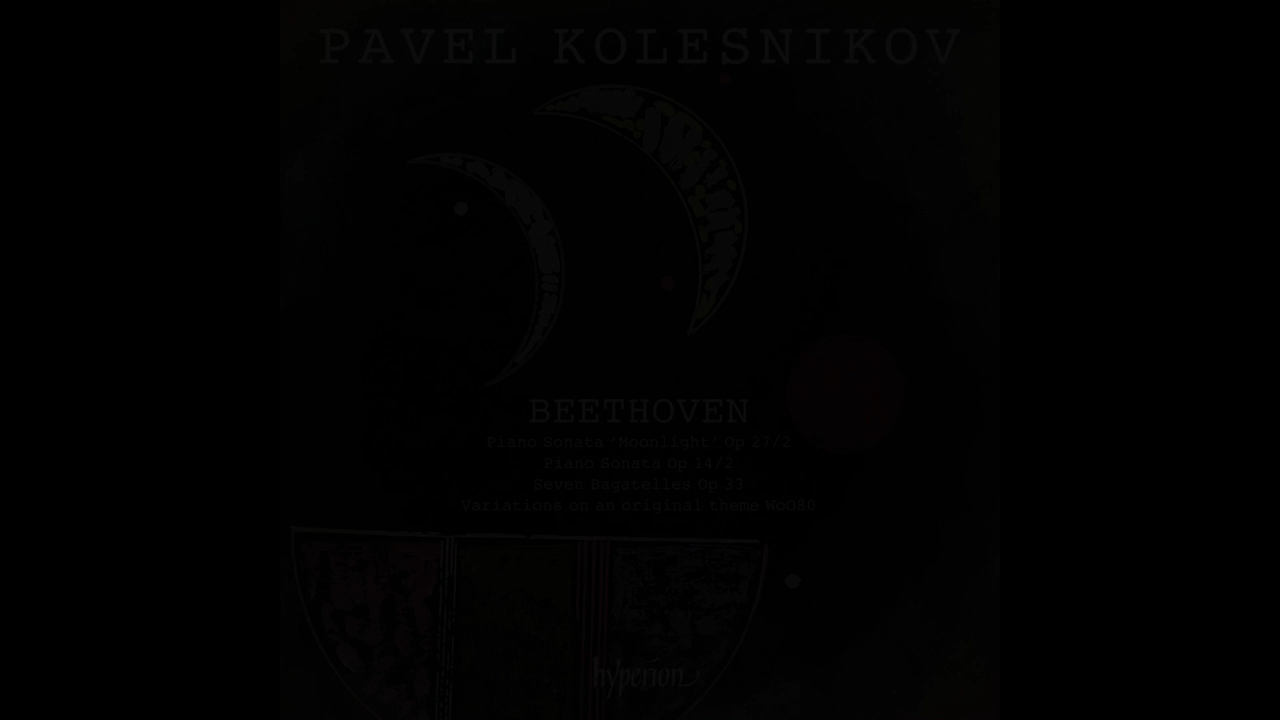 PAVEL KOLESNIKOV
BEETHOVEN
Piano Sonata ‘Moonlight’ Op 27/2
Piano Sonata Op 14/2
Seven Bagatelles Op 33
Variations on an original theme WoO80
hyperion